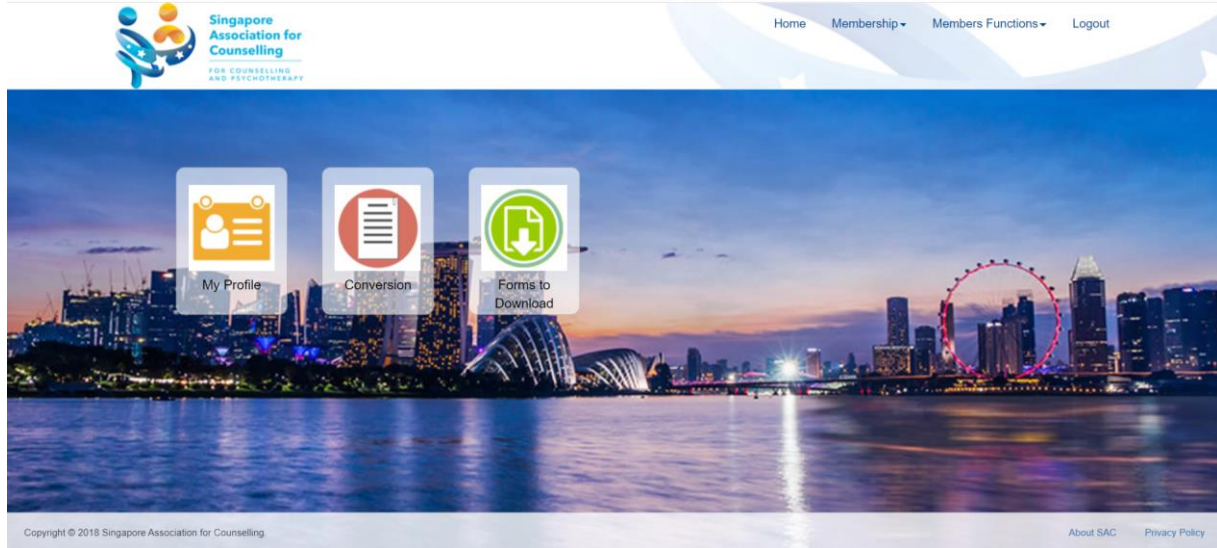 Singapore
Association for
Counselling
FOR COUNSELLING
AND PSYCHOTHERAPY
Home Membership Members Functions Logout
My Profile
Conversion
Forms to
Download
Copyright © 2018 Singapore Association for Counselling
About SAC Privacy Policy